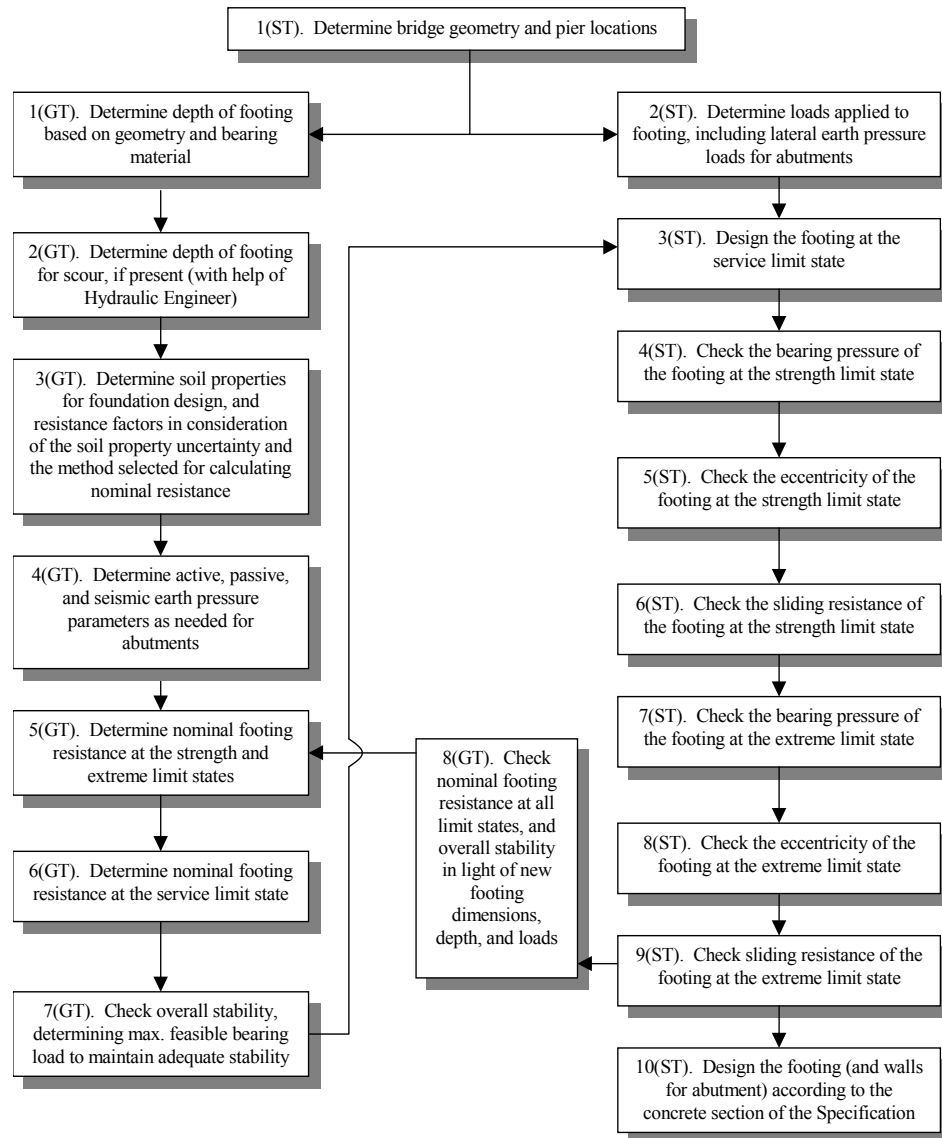 1(ST).  Determine bridge geometry and pier locations
1(GT).  Determine depth of footing
based on geometry and bearing
material
2(GT).  Determine depth of footing
for scour, if present (with help of
Hydraulic Engineer)
3(GT).  Determine soil properties
for foundation design, and
resistance factors in consideration
of the soil property uncertainty and
the method selected for calculating
nominal resistance
4(GT).  Determine active, passive,
and seismic earth pressure
parameters as needed for
abutments
5(GT).  Determine nominal footing
resistance at the strength and
extreme limit states
6(GT).  Determine nominal footing
resistance at the service limit state
7(GT).  Check overall stability,
determining max. feasible bearing
load to maintain adequate stability
8(GT).  Check
nominal footing
resistance at all
limit states, and
overall stability
in light of new
footing
dimensions,
depth, and loads
2(ST).  Determine loads applied to
footing, including lateral earth pressure
loads for abutments
3(ST).  Design the footing at the
service limit state
4(ST).  Check the bearing pressure of
the footing at the strength limit state
5(ST).  Check the eccentricity of the
footing at the strength limit state
6(ST).  Check the sliding resistance of
the footing at the strength limit state
7(ST).  Check the bearing pressure of
the footing at the extreme limit state
8(ST).  Check the eccentricity of the
footing at the extreme limit state
9(ST).  Check sliding resistance of the
footing at the extreme limit state
10(ST).  Design the footing (and walls
for abutment) according to the
concrete section of the Specification